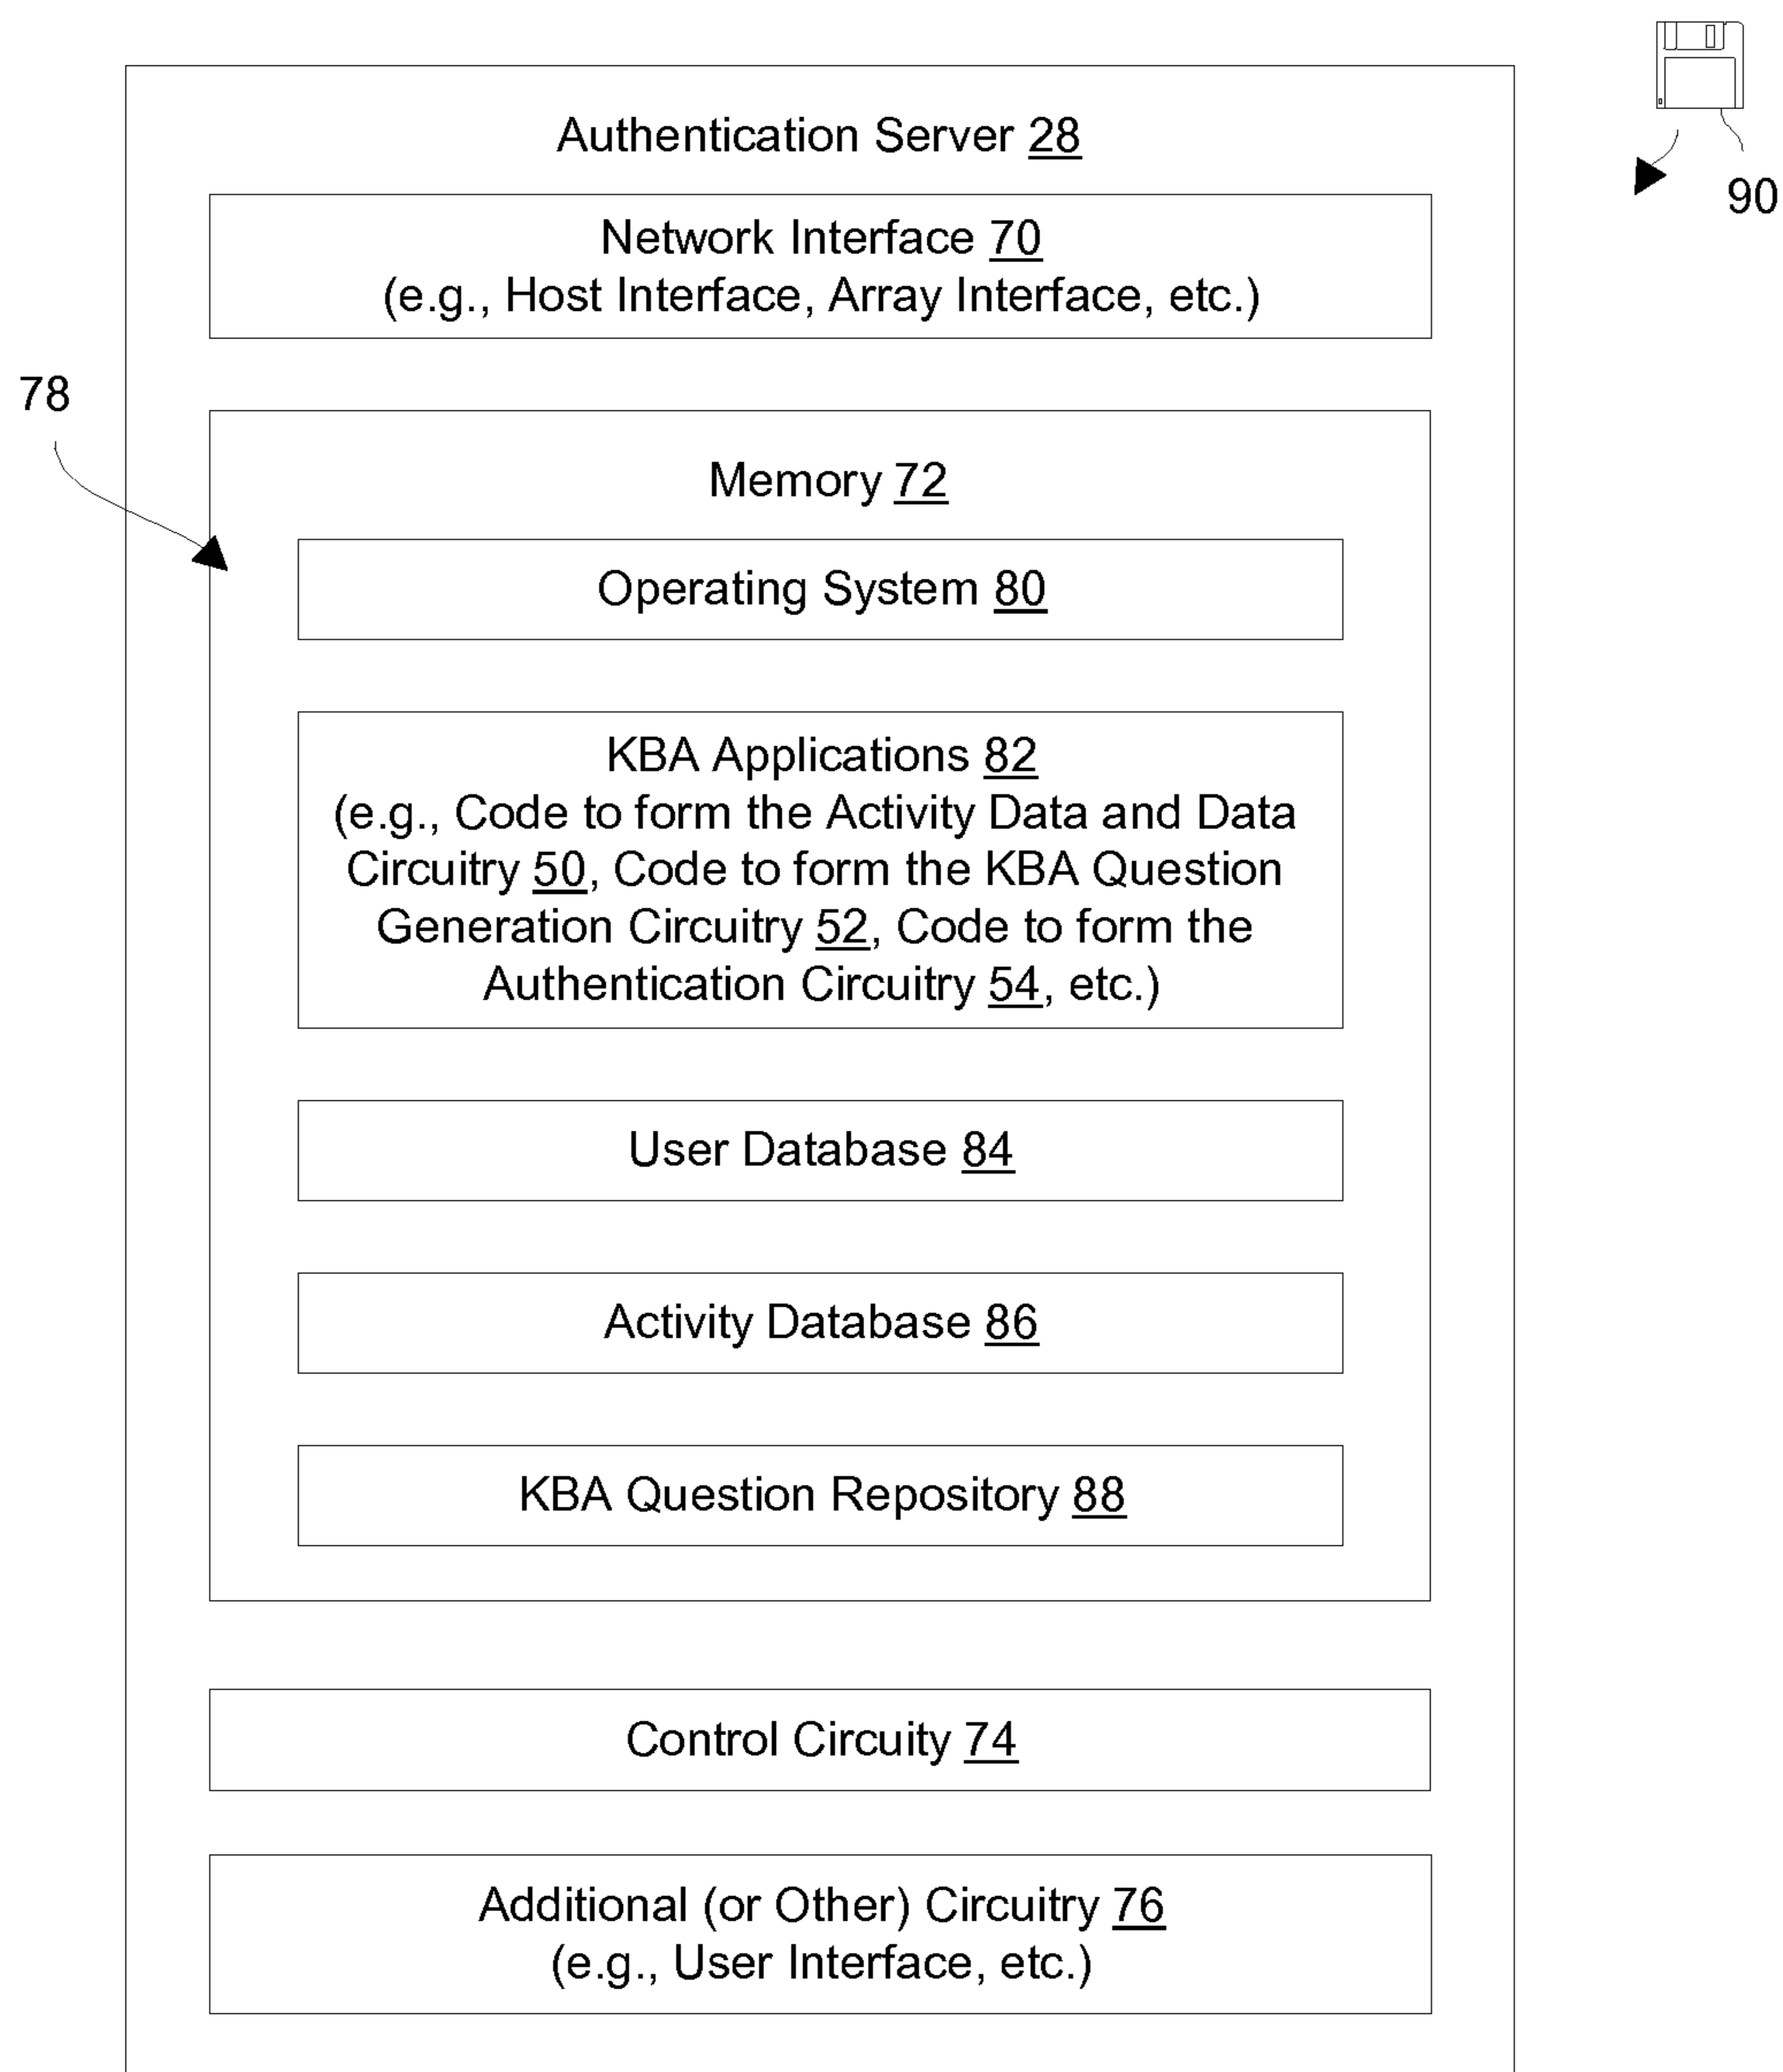 Authentication Server 28
90
Network Interface 70
(e.g., Host Interface, Array Interface, etc.)
78
Memory 72
Operating System 80
KBA Applications 82
(e.g., Code to form the Activity Data and Data
Circuitry 50, Code to form the KBA Question
Generation Circuitry 52, Code to form the
Authentication Circuitry 54, etc.)
User Database 84
Activity Database 86
KBA Question Repository 88
Control Circuity 74
Additional (or Other) Circuitry 76
(e.g., User Interface, etc.)